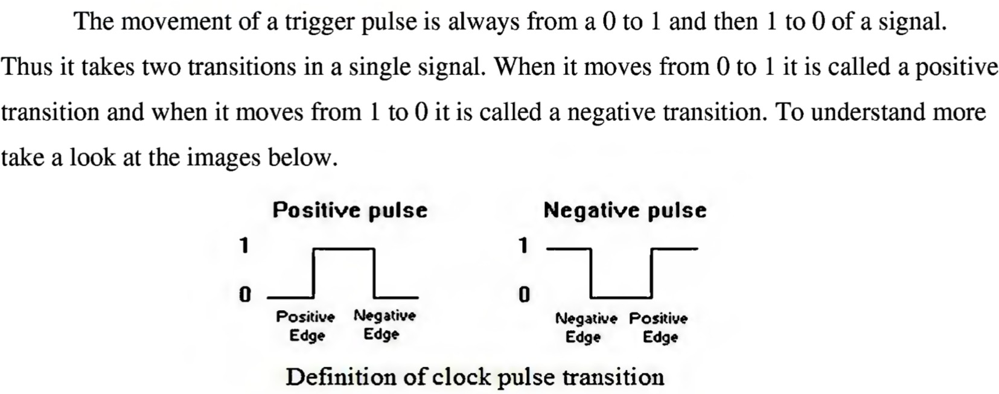 The movement of a trigger pulse is always from a 0 to 1 and then 1 to 0 of a signal.
Thus it takes two transitions in a single signal. When it moves from 0 to 1 it is called a positive
transition and when it moves from 1 to 0 it is called a negative transition. To understand more
take a look at the images below.
Positive pulse
1
0
Positive Negative
Edge Edge
Negative pulse
1
0
Negative Positive
Edge Edge
Definition of clock pulse transition